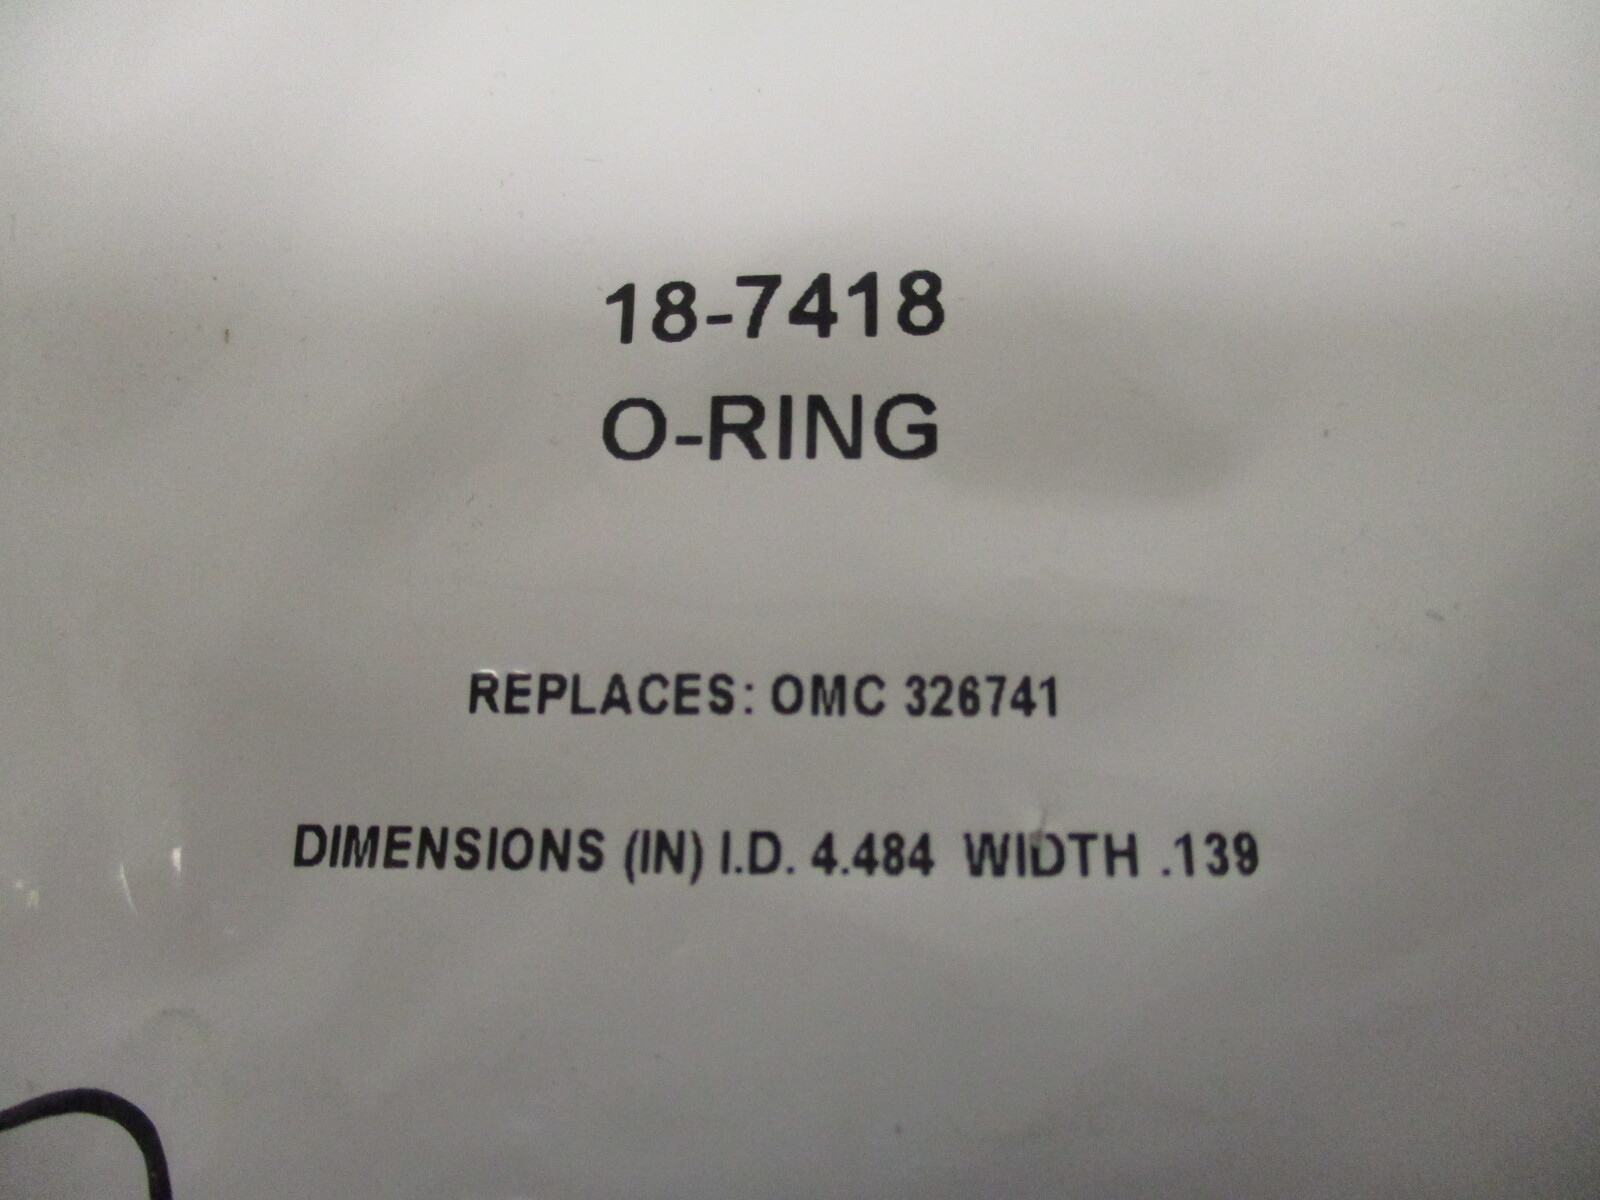 18-7418
O-RING
REPLACES: OMC 326741
DIMENSIONS (IN) I.D. 4.484 WIDTH .139